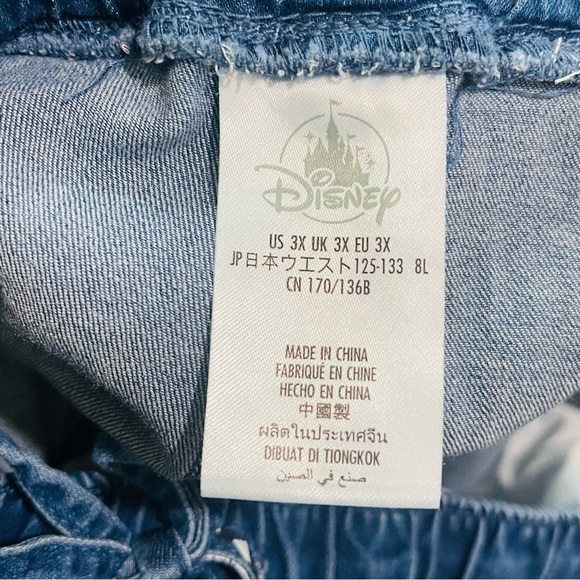 Disney
US 3X UK 3X EU 3X
JP日本ウエスト125-133 8L
CN 170/136B
MADE IN CHINA
FABRIQUÉ EN CHINE
HECHO EN CHINA
中國製
ผลิตในประเทศจีน
DIBUAT DI TIONGKOK
صنع في الصين